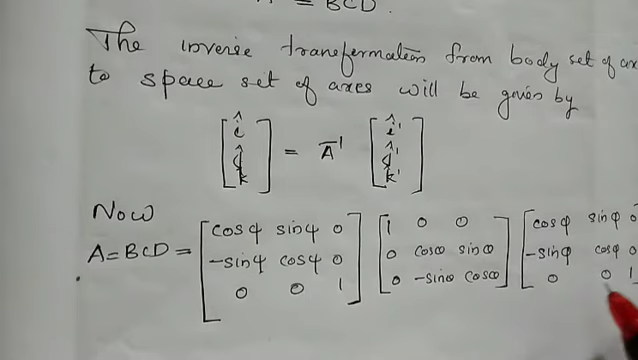 A = BCD.
The inverse transformation from body set of axes
to space set of axes will be given by
[î ĵ k̂] = A⁻¹ [î' ĵ' k̂']
Now
A=BCD= [cosψ sinψ 0; -sinψ cosψ 0; 0 0 1] [1 0 0; 0 cosθ sinθ; 0 -sinθ cosθ] [cosφ sinφ 0; -sinφ cosφ 0; 0 0 1]